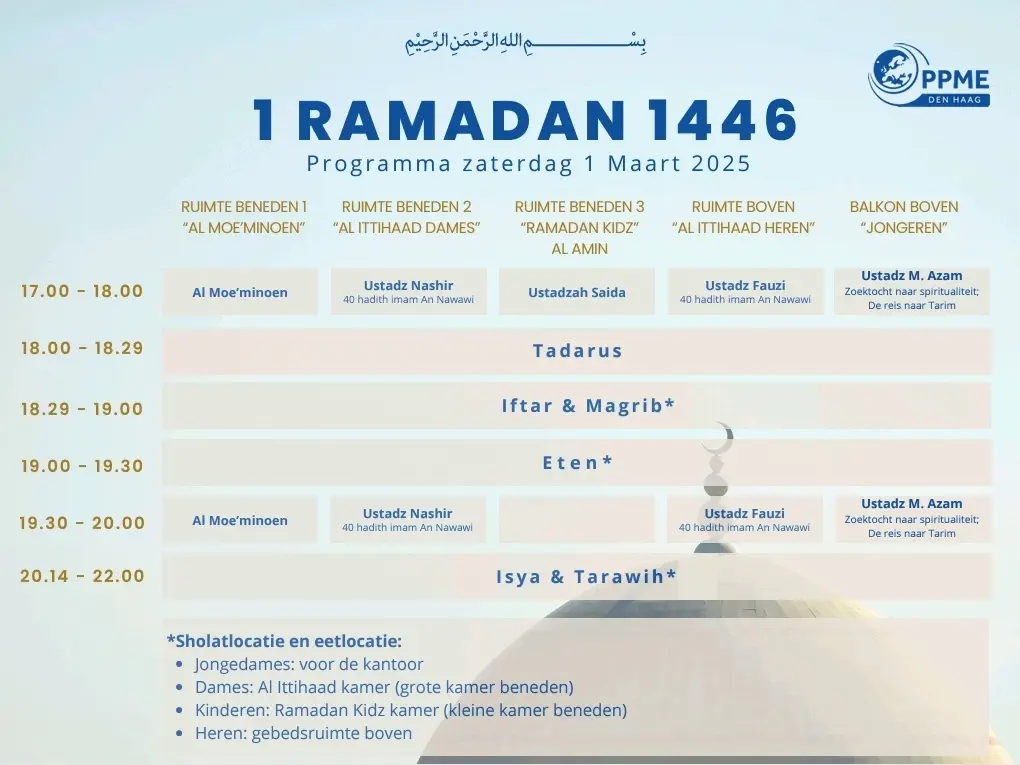 بِسْمِ اللهِ الرَّحْمَنِ الرَّحِيْمِ
PPME
DEN HAAG
1 RAMADAN 1446
Programma zaterdag 1 Maart 2025
RUIMTE BENEDEN 1
“AL MOE’MINOEN”
RUIMTE BENEDEN 2
“AL ITTIHAAD DAMES”
RUIMTE BENEDEN 3
“RAMADAN KIDZ”
AL AMIN
RUIMTE BOVEN
“AL ITTIHAAD HEREN”
BALKON BOVEN
“JONGEREN”
17.00 - 18.00
Al Moe’minoen
Ustadz Nashir
40 hadith imam An Nawawi
Ustadzah Saida
Ustadz Fauzi
40 hadith imam An Nawawi
Ustadz M. Azam
Zoektocht naar spiritualiteit;
De reis naar Tarim
18.00 - 18.29
Tadarus
18.29 - 19.00
Iftar & Magrib*
19.00 - 19.30
Eten*
19.30 - 20.00
Al Moe’minoen
Ustadz Nashir
40 hadith imam An Nawawi
Ustadz Fauzi
40 hadith imam An Nawawi
Ustadz M. Azam
Zoektocht naar spiritualiteit;
De reis naar Tarim
20.14 - 22.00
Isya & Tarawih*
*Sholatlocatie en eetlocatie:
• Jongedames: voor de kantoor
• Dames: Al Ittihaad kamer (grote kamer beneden)
• Kinderen: Ramadan Kidz kamer (kleine kamer beneden)
• Heren: gebedsruimte boven